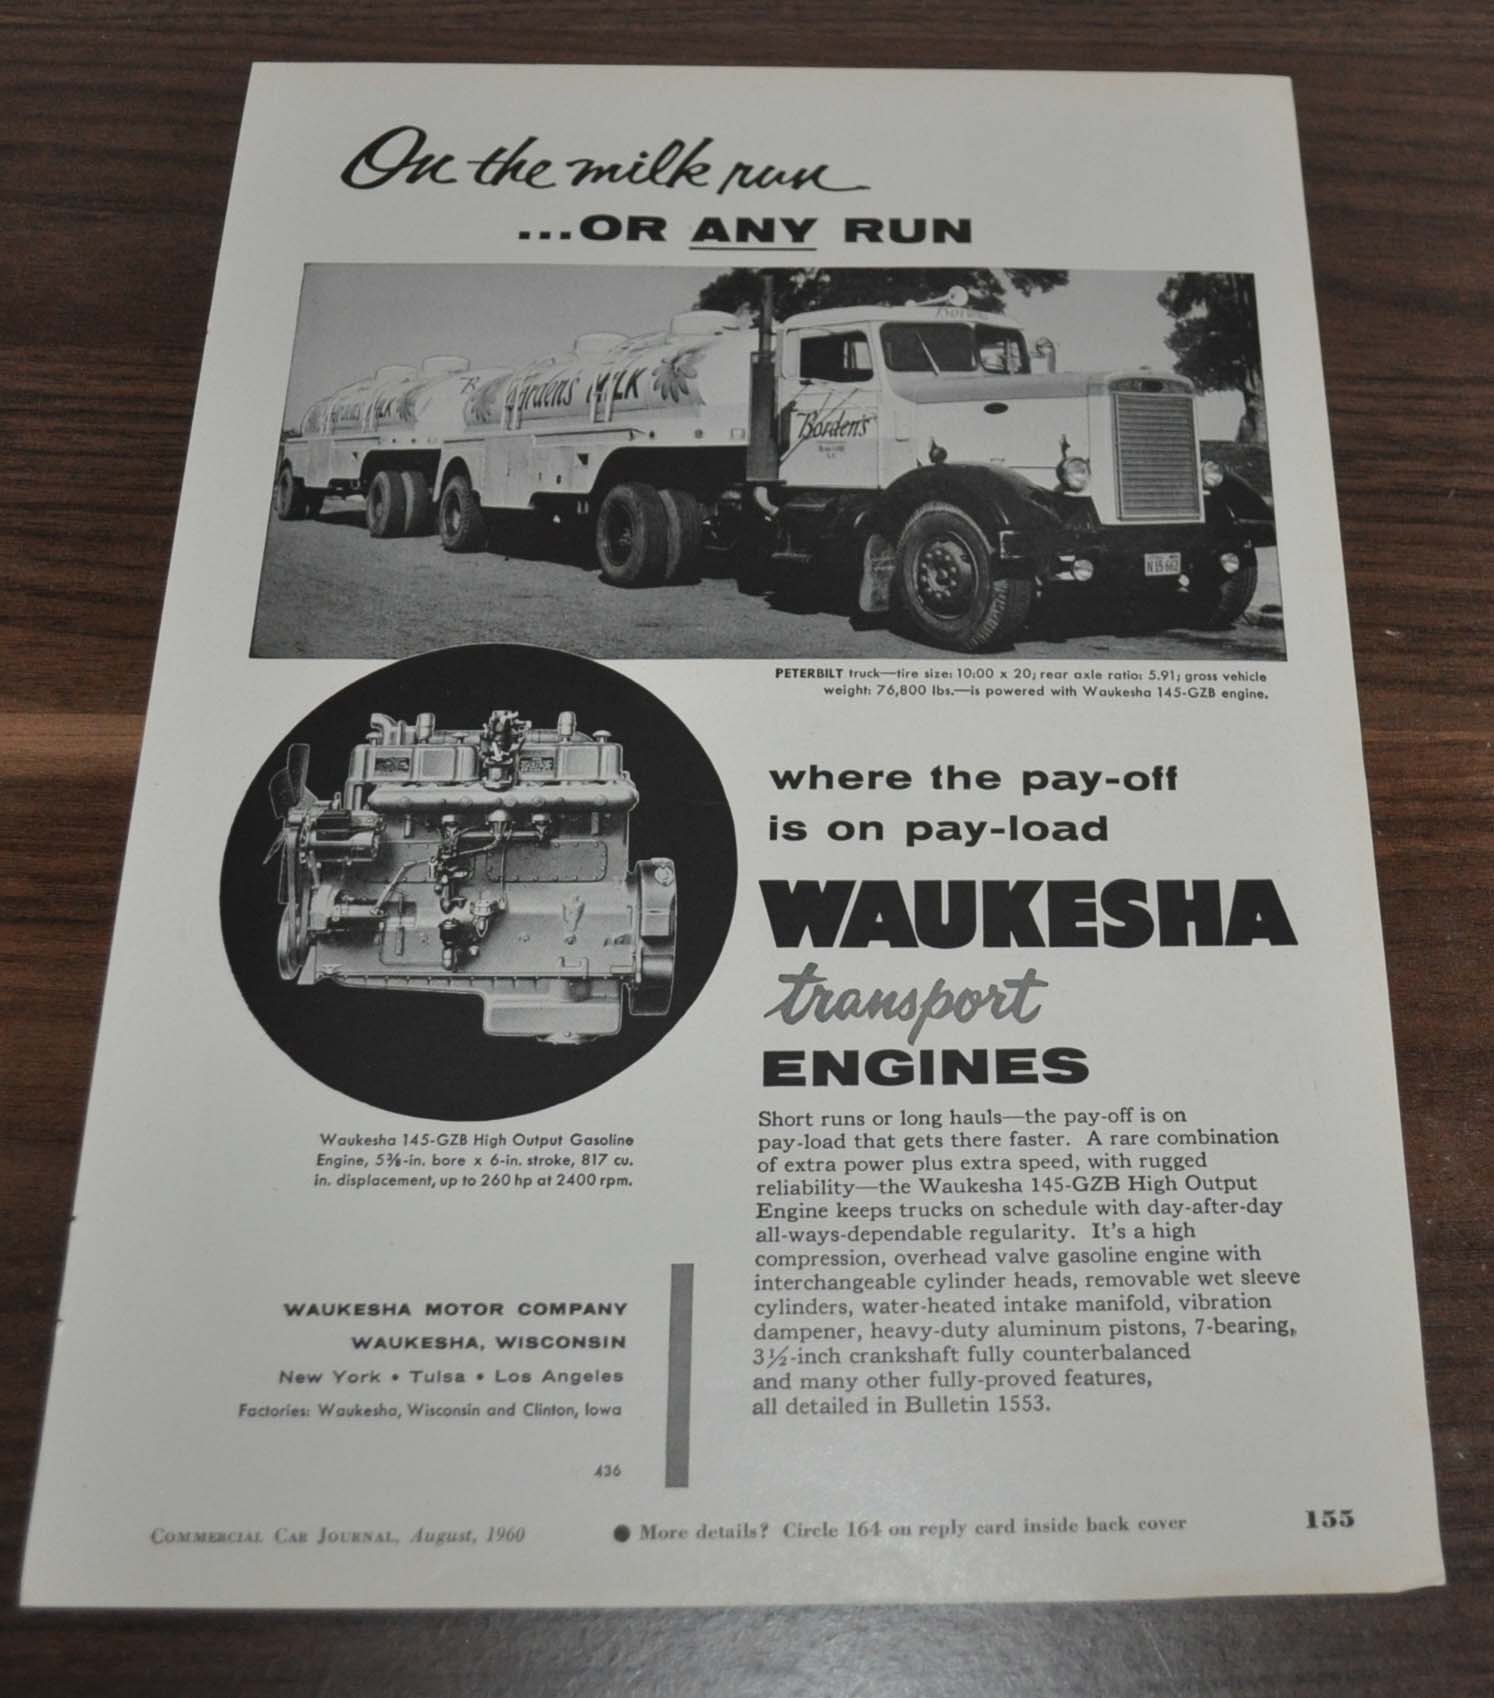 On the milk run
...OR ANY RUN
Borden's MILK
Borden's MILK
Borden's
N 15 662
PETERBILT truck—tire size: 10:00 x 20; rear axle ratio: 5.91; gross vehicle
weight: 76,800 lbs.—is powered with Waukesha 145-GZB engine.
where the pay-off
is on pay-load
WAUKESHA
transport
ENGINES
Waukesha 145-GZB High Output Gasoline
Engine, 5⅜-in. bore x 6-in. stroke, 817 cu.
in. displacement, up to 260 hp at 2400 rpm.
Short runs or long hauls—the pay-off is on
pay-load that gets there faster. A rare combination
of extra power plus extra speed, with rugged
reliability—the Waukesha 145-GZB High Output
Engine keeps trucks on schedule with day-after-day
all-ways-dependable regularity. It's a high
compression, overhead valve gasoline engine with
interchangeable cylinder heads, removable wet sleeve
cylinders, water-heated intake manifold, vibration
dampener, heavy-duty aluminum pistons, 7-bearing,
3½-inch crankshaft fully counterbalanced
and many other fully-proved features,
all detailed in Bulletin 1553.
WAUKESHA MOTOR COMPANY
WAUKESHA, WISCONSIN
New York • Tulsa • Los Angeles
Factories: Waukesha, Wisconsin and Clinton, Iowa
436
COMMERCIAL CAR JOURNAL, August, 1960
● More details? Circle 164 on reply card inside back cover
155